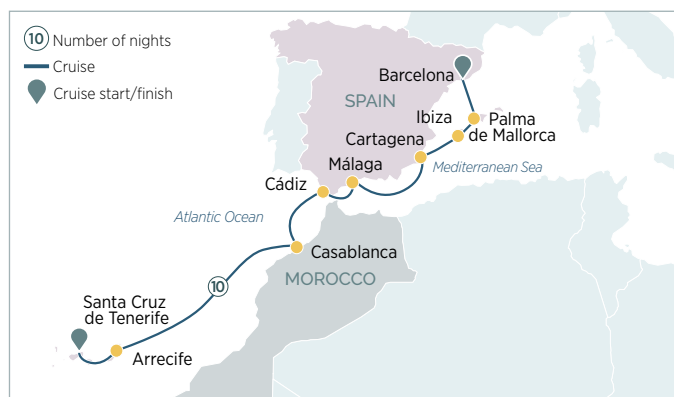 10 Number of nights
Cruise
Cruise start/finish
Barcelona
SPAIN
Ibiza
Palma
de Mallorca
Cartagena
Mediterranean Sea
Málaga
Cádiz
Atlantic Ocean
Casablanca
MOROCCO
10
Santa Cruz
de Tenerife
Arrecife